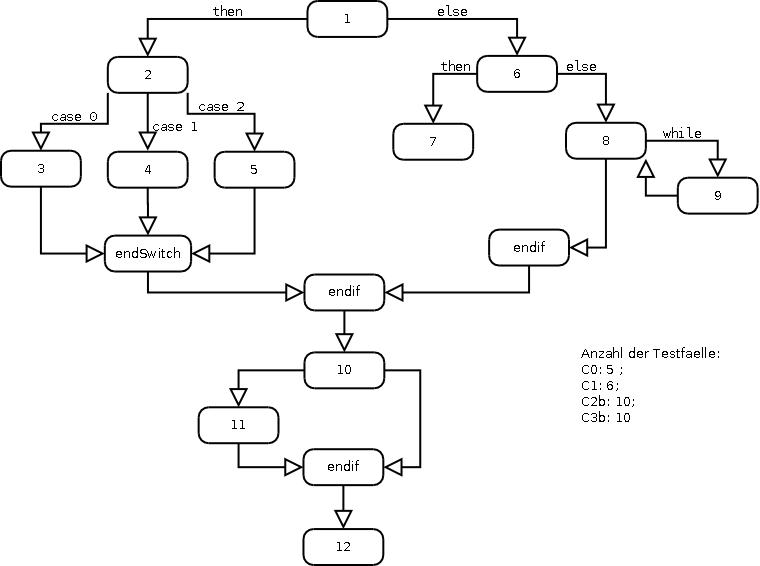 then
1
else
2
then
6
else
case 0
case 1
case 2
7
8
while
3
4
5
9
endSwitch
endif
endif
10
Anzahl der Testfaelle:
C0: 5 ;
C1: 6;
C2b: 10;
C3b: 10
11
endif
12